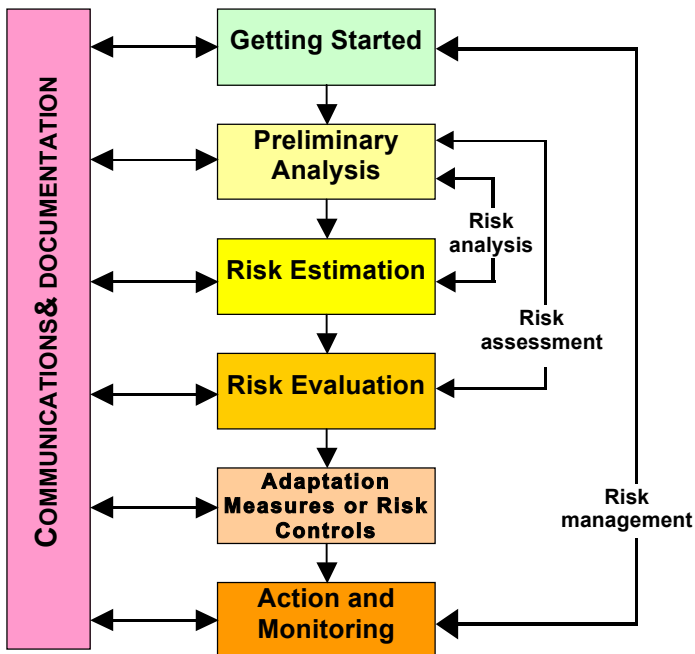 COMMUNICATIONS& DOCUMENTATION
Getting Started
Preliminary
Analysis
Risk
analysis
Risk Estimation
Risk
assessment
Risk Evaluation
Adaptation
Measures or Risk
Controls
Risk
management
Action and
Monitoring